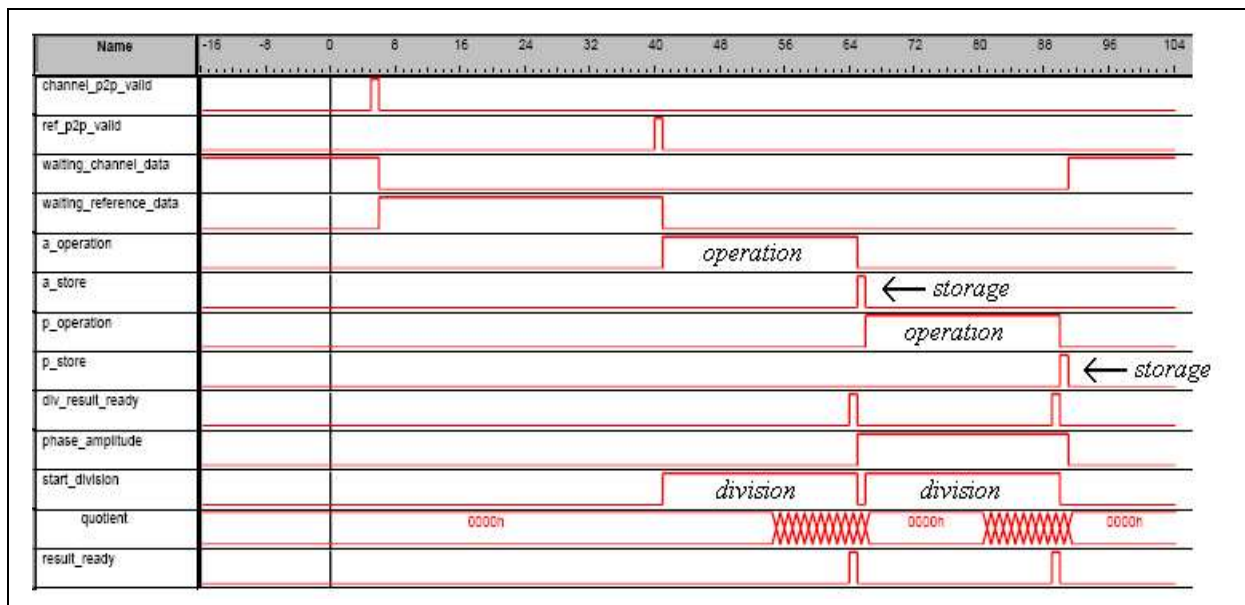 Name -16 -8 0 8 16 24 32 40 48 56 64 72 80 88 96 104
channel_p2p_valid
ref_p2p_valid
waiting_channel_data
waiting_reference_data
a_operation operation
a_store ← storage
p_operation operation
p_store ← storage
div_result_ready
phase_amplitude
start_division division division
quotient 0000h 0000h 0000h
result_ready